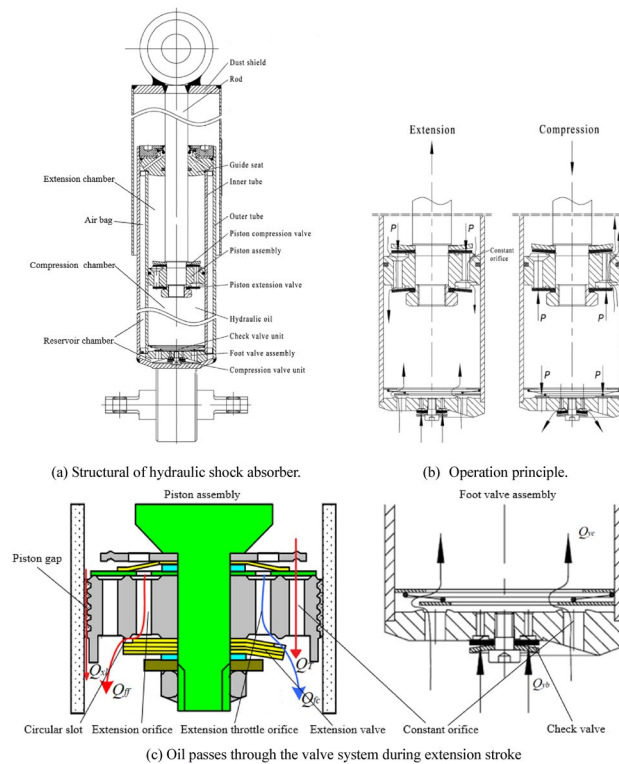 Dust shield
Rod
Guide seat
Inner tube
Extension chamber
Air bag
Outer tube
Piston compression valve
Piston assembly
Compression chamber
Piston extension valve
Hydraulic oil
Reservoir chamber
Check valve unit
Foot valve assembly
Compression valve unit
(a) Structural of hydraulic shock absorber.
Extension
Compression
P
P
P
P
Constant
orifice
P
P
P
P
(b) Operation principle.
Piston assembly
Foot valve assembly
Piston gap
Qyc
Qsf
Qff
Q1
Qfc
Qyb
Circular slot
Extension orifice
Extension throttle orifice
Extension valve
Constant orifice
Check valve
(c) Oil passes through the valve system during extension stroke